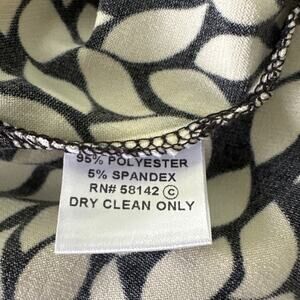 95% POLYESTER
5% SPANDEX
RN# 58142 ©
DRY CLEAN ONLY